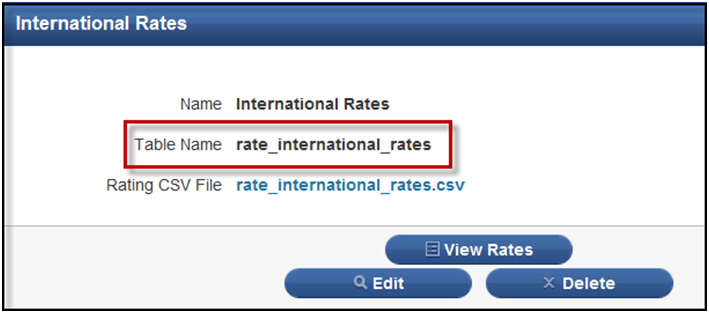 International Rates
Name International Rates
Table Name rate_international_rates
Rating CSV File rate_international_rates.csv
View Rates
Edit Delete